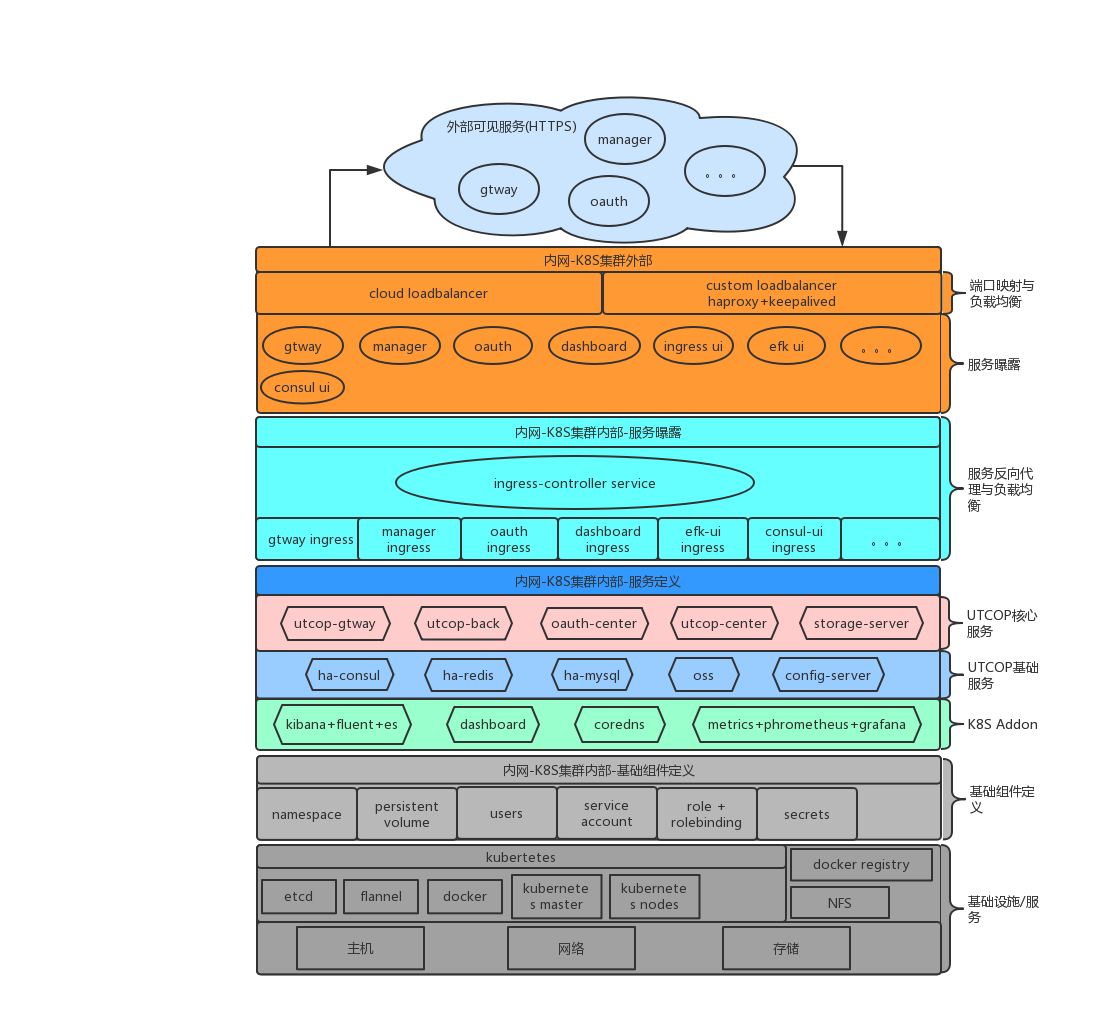 外部可见服务(HTTPS)
manager
。。。
gtway
oauth
内网-K8S集群外部
cloud loadbalancer
custom loadbalancer
haproxy+keepalived
端口映射与
负载均衡
gtway
manager
oauth
dashboard
ingress ui
efk ui
。。。
consul ui
服务曝露
内网-K8S集群内部-服务曝露
ingress-controller service
gtway ingress
manager
ingress
oauth
ingress
dashboard
ingress
efk-ui
ingress
consul-ui
ingress
。。。
服务反向代
理与负载均
衡
内网-K8S集群内部-服务定义
utcop-gtway
utcop-back
oauth-center
utcop-center
storage-server
UTCOP核心
服务
ha-consul
ha-redis
ha-mysql
oss
config-server
UTCOP基础
服务
kibana+fluent+es
dashboard
coredns
metrics+phrometheus+grafana
K8S Addon
内网-K8S集群内部-基础组件定义
namespace
persistent
volume
users
service
account
role +
rolebinding
secrets
基础组件定
义
kubertetes
docker registry
etcd
flannel
docker
kubernete
s master
kubernete
s nodes
NFS
主机
网络
存储
基础设施/服
务